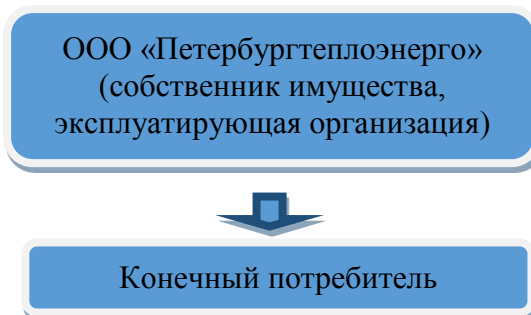 ООО «Петербургтеплоэнерго»
(собственник имущества,
эксплуатирующая организация)
Конечный потребитель